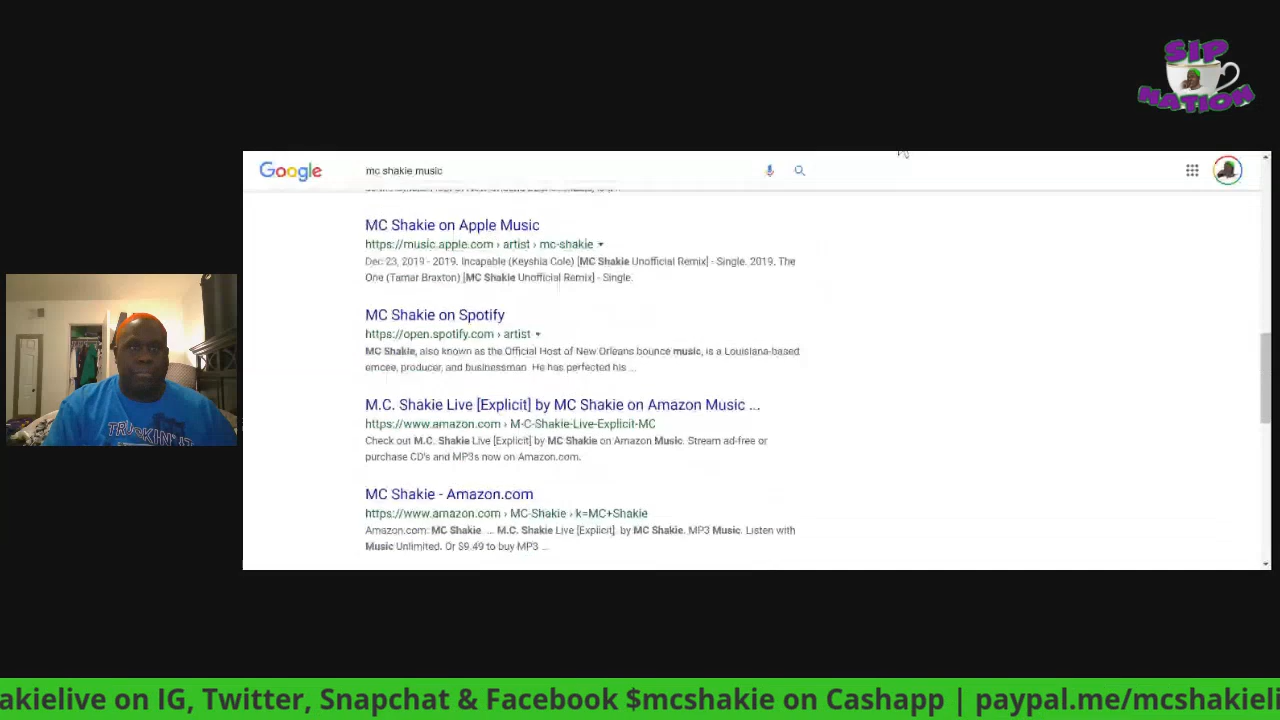 SIP
NATION
Google
mc shakie music
MC Shakie on Apple Music
https://music.apple.com › artist › mc-shakie
Dec 23, 2019 - 2019. Incapable (Keyshia Cole) [MC Shakie Unofficial Remix] - Single. 2019. The
One (Tamar Braxton) [MC Shakie Unofficial Remix] - Single.
MC Shakie on Spotify
https://open.spotify.com › artist
MC Shakie, also known as the Official Host of New Orleans bounce music, is a Louisiana-based
emcee, producer, and businessman. He has perfected his ...
M.C. Shakie Live [Explicit] by MC Shakie on Amazon Music ...
https://www.amazon.com › M-C-Shakie-Live-Explicit-MC
Check out M.C. Shakie Live [Explicit] by MC Shakie on Amazon Music. Stream ad-free or
purchase CD's and MP3s now on Amazon.com.
MC Shakie - Amazon.com
https://www.amazon.com › MC-Shakie › k=MC+Shakie
Amazon.com: MC Shakie. ... M.C. Shakie Live [Explicit]. by MC Shakie. MP3 Music. Listen with
Music Unlimited. Or $9.49 to buy MP3 ...
TRUCKIN' IT
akielive on IG, Twitter, Snapchat & Facebook $mcshakie on Cashapp | paypal.me/mcshakieli